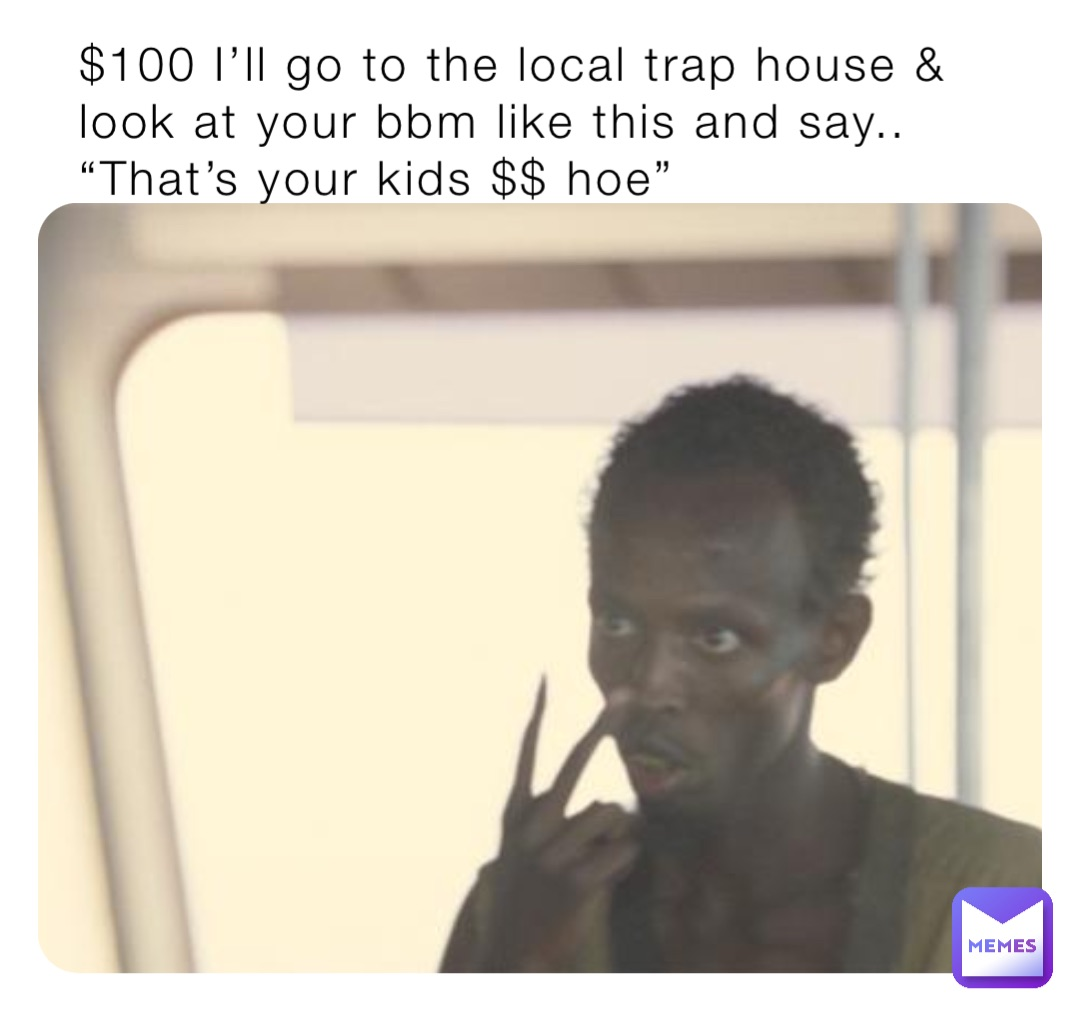 $100 I’ll go to the local trap house &
look at your bbm like this and say..
“That’s your kids $$ hoe”
MEMES